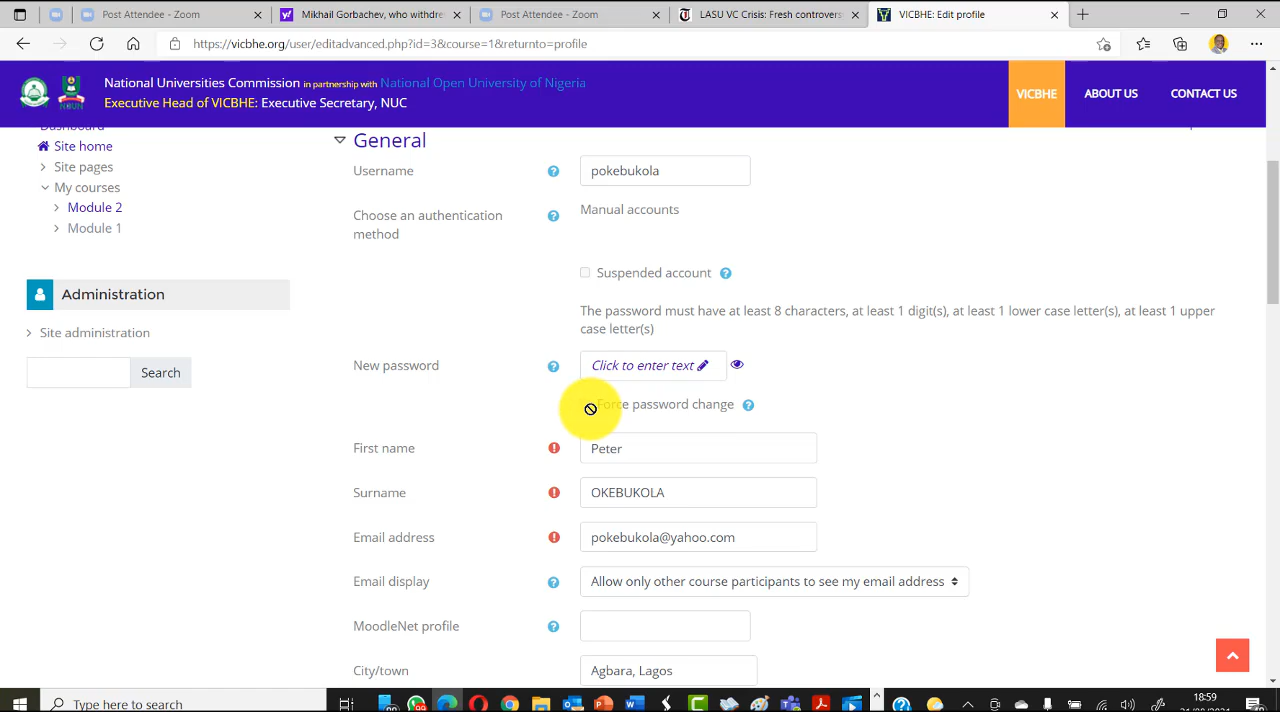 Post Attendee - Zoom
Mikhail Gorbachev, who withdre
Post Attendee - Zoom
LASU VC Crisis: Fresh controvers
VICBHE: Edit profile
https://vicbhe.org/user/editadvanced.php?id=3&course=1&returnto=profile
National Universities Commission in partnership with National Open University of Nigeria
Executive Head of VICBHE: Executive Secretary, NUC
VICBHE
ABOUT US
CONTACT US
Dashboard
Site home
Site pages
My courses
Module 2
Module 1
Administration
Site administration
Search
General
Username
pokebukola
Choose an authentication
method
Manual accounts
Suspended account
The password must have at least 8 characters, at least 1 digit(s), at least 1 lower case letter(s), at least 1 upper
case letter(s)
New password
Click to enter text
Force password change
First name
Peter
Surname
OKEBUKOLA
Email address
pokebukola@yahoo.com
Email display
Allow only other course participants to see my email address
MoodleNet profile
City/town
Agbara, Lagos
Type here to search
18:59